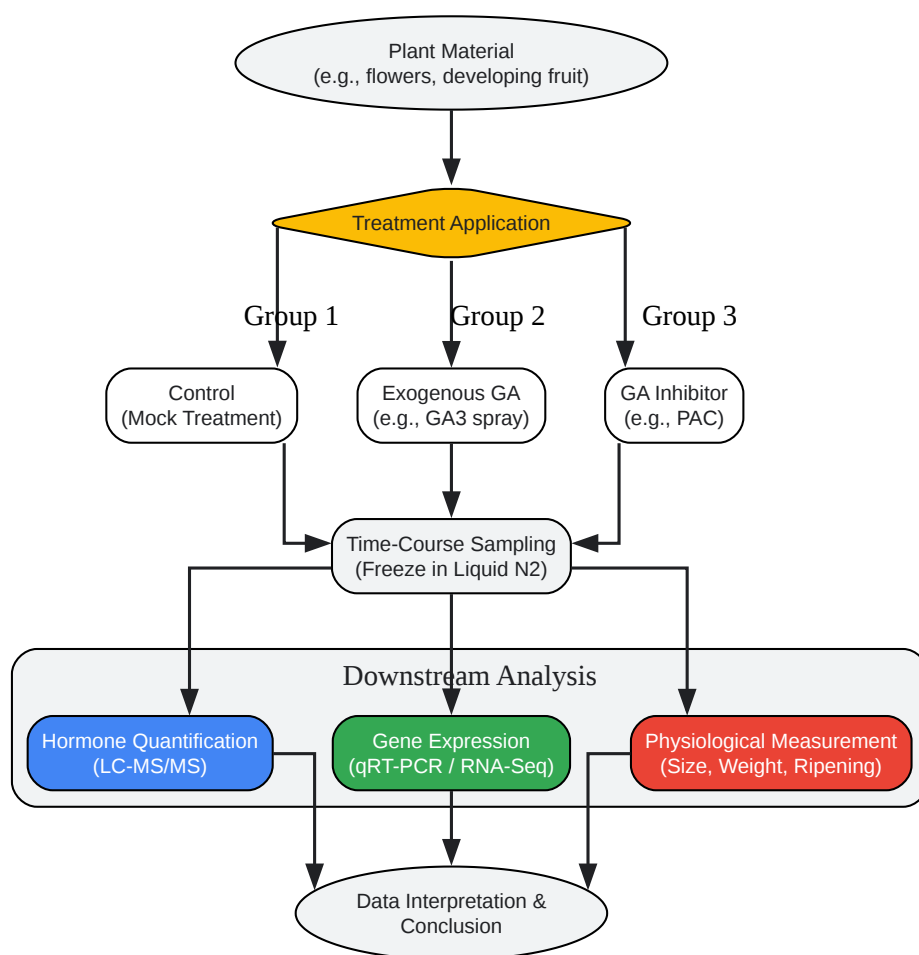 Plant Material
(e.g., flowers, developing fruit)
Treatment Application
Group 1
Group 2
Group 3
Control
(Mock Treatment)
Exogenous GA
(e.g., GA3 spray)
GA Inhibitor
(e.g., PAC)
Time-Course Sampling
(Freeze in Liquid N2)
Downstream Analysis
Hormone Quantification
(LC-MS/MS)
Gene Expression
(qRT-PCR / RNA-Seq)
Physiological Measurement
(Size, Weight, Ripening)
Data Interpretation &
Conclusion